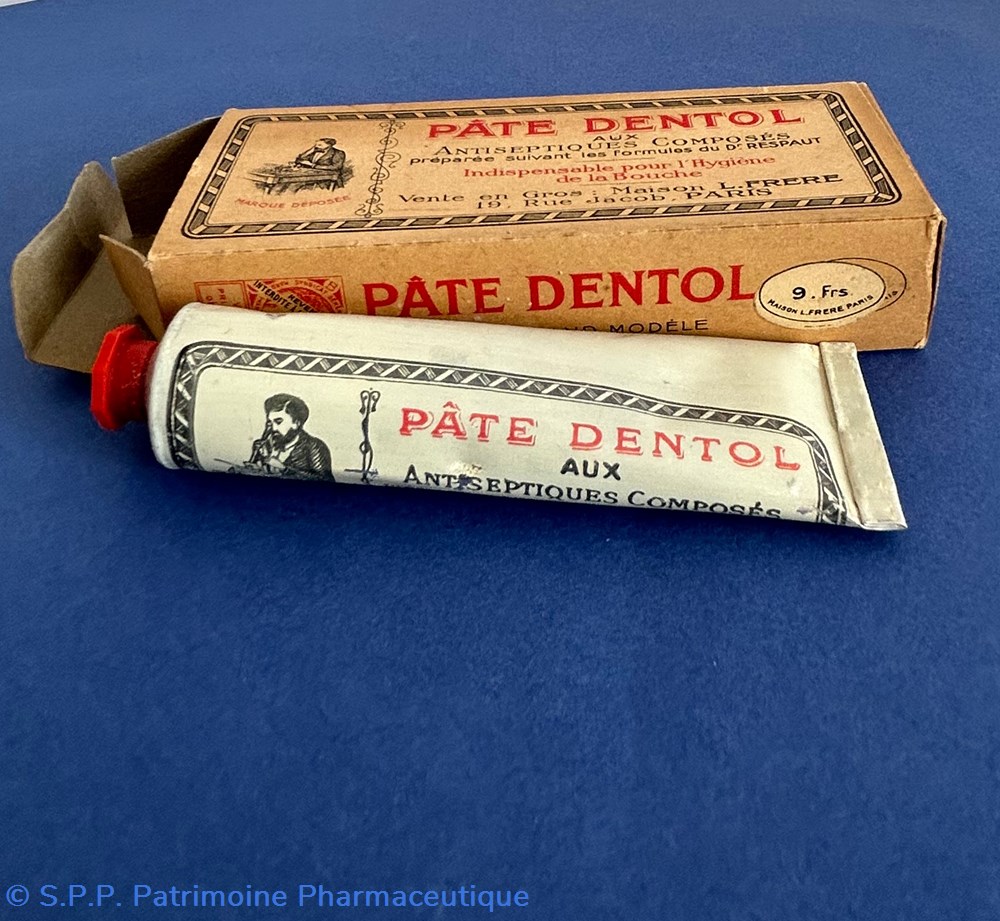 PÂTE DENTOL
AUX
ANTISEPTIQUES COMPOSÉS
préparée suivant les Formules du Dr RESPAUT
Indispensable pour l'Hygiène
de la Bouche
Vente en Gros : Maison L. FRERE
19, Rue Jacob, PARIS
MARQUE DÉPOSÉE
PÂTE DENTOL
MODÈLE
INTERDITE
9. Frs
MAISON L. FRERE PARIS
PÂTE DENTOL
AUX
ANTISEPTIQUES COMPOSÉS
© S.P.P. Patrimoine Pharmaceutique